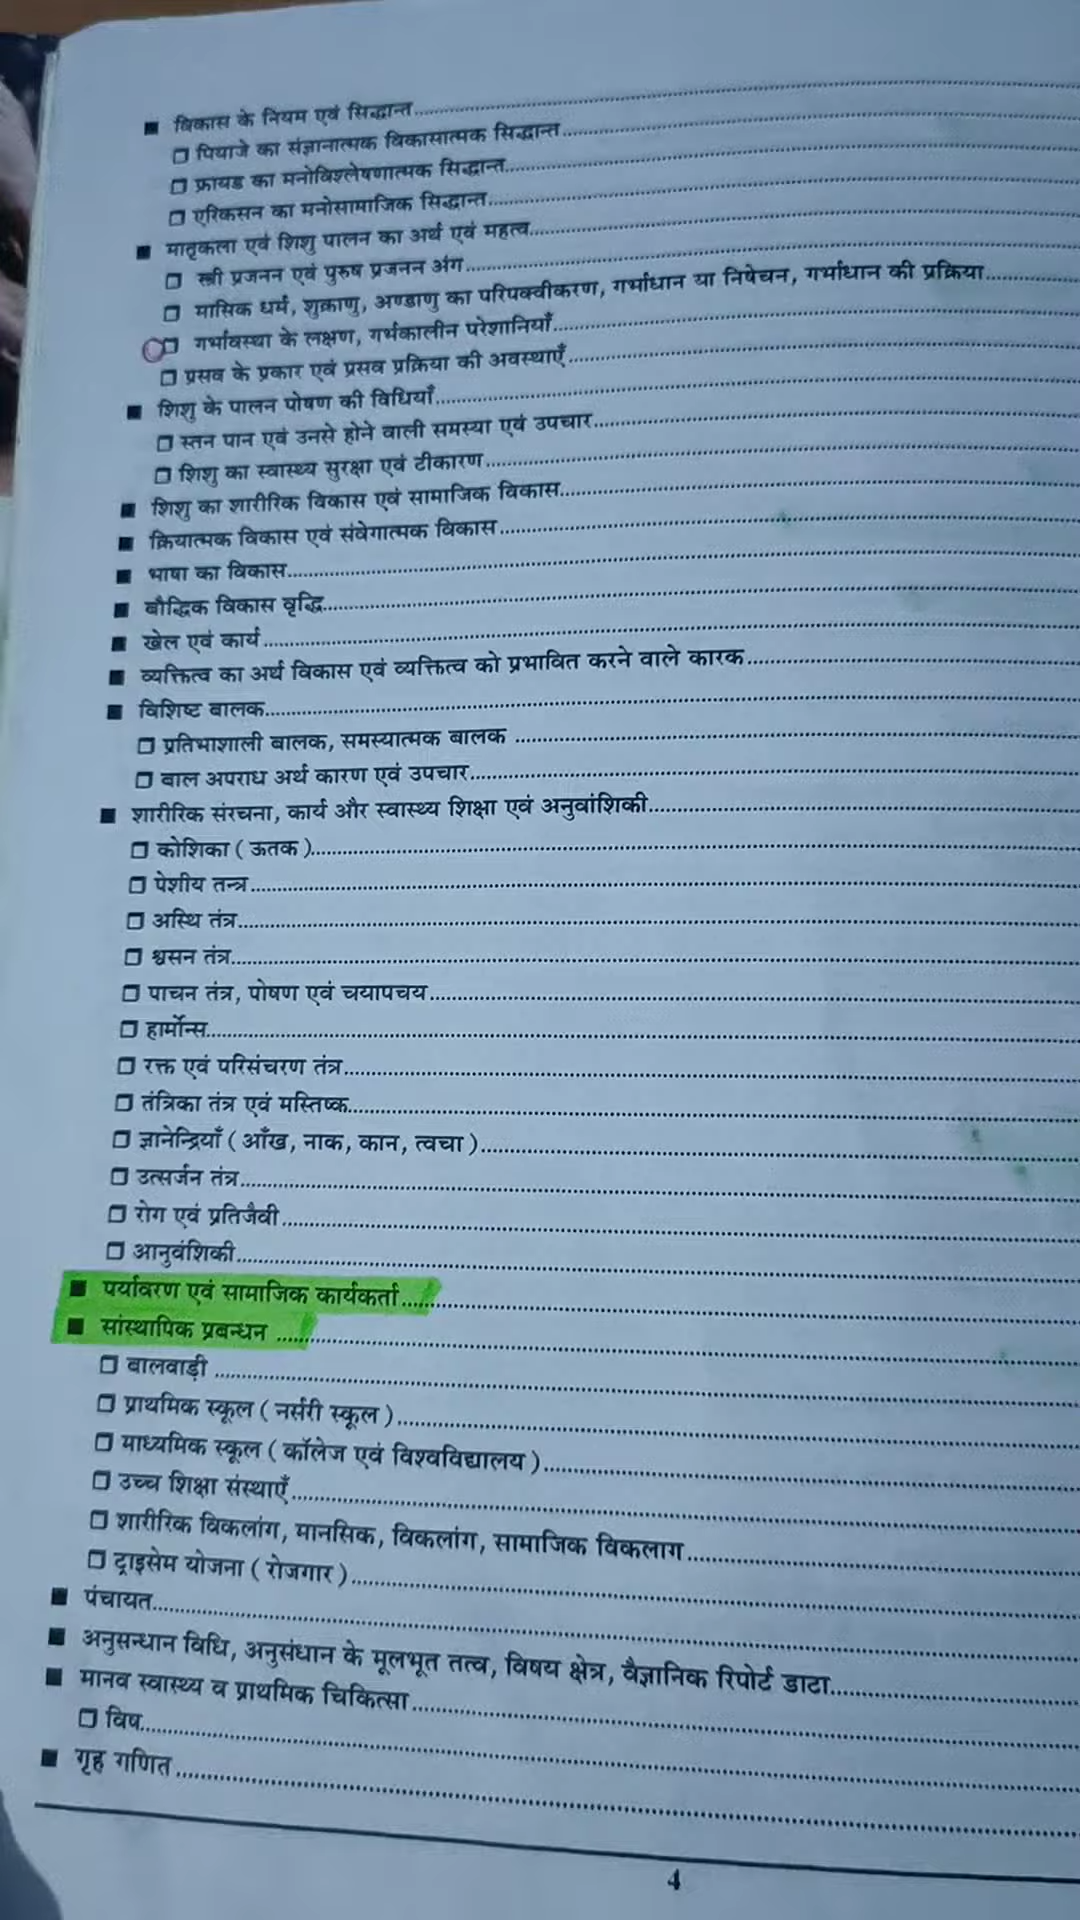 ■ विकास के नियम एवं सिद्धान्त
❒ पियाजे का संज्ञानात्मक विकासात्मक सिद्धान्त
❒ फ्रायड का मनोविश्लेषणात्मक सिद्धान्त
❒ एरिकसन का मनोसामाजिक सिद्धान्त
■ मातृकला एवं शिशु पालन का अर्थ एवं महत्व
❒ स्त्री प्रजनन एवं पुरुष प्रजनन अंग
❒ मासिक धर्म, शुक्राणु, अण्डाणु का परिपक्वीकरण, गर्भाधान या निषेचन, गर्भाधान की प्रक्रिया
❒ गर्भावस्था के लक्षण, गर्भकालीन परेशानियाँ
❒ प्रसव के प्रकार एवं प्रसव प्रक्रिया की अवस्थाएँ
■ शिशु के पालन पोषण की विधियाँ
❒ स्तन पान एवं उनसे होने वाली समस्या एवं उपचार
❒ शिशु का स्वास्थ्य सुरक्षा एवं टीकारण
■ शिशु का शारीरिक विकास एवं सामाजिक विकास
■ क्रियात्मक विकास एवं संवेगात्मक विकास
■ भाषा का विकास
■ बौद्धिक विकास वृद्धि
■ खेल एवं कार्य
■ व्यक्तित्व का अर्थ विकास एवं व्यक्तित्व को प्रभावित करने वाले कारक
■ विशिष्ट बालक
❒ प्रतिभाशाली बालक, समस्यात्मक बालक
❒ बाल अपराध अर्थ कारण एवं उपचार
■ शारीरिक संरचना, कार्य और स्वास्थ्य शिक्षा एवं अनुवांशिकी
❒ कोशिका ( ऊतक )
❒ पेशीय तन्त्र
❒ अस्थि तंत्र
❒ श्वसन तंत्र
❒ पाचन तंत्र, पोषण एवं चयापचय
❒ हार्मोन्स
❒ रक्त एवं परिसंचरण तंत्र
❒ तंत्रिका तंत्र एवं मस्तिष्क
❒ ज्ञानेन्द्रियाँ ( आँख, नाक, कान, त्वचा )
❒ उत्सर्जन तंत्र
❒ रोग एवं प्रतिजैवी
❒ आनुवंशिकी
■ पर्यावरण एवं सामाजिक कार्यकर्ता
■ सांस्थापिक प्रबन्धन
❒ बालवाड़ी
❒ प्राथमिक स्कूल ( नर्सरी स्कूल )
❒ माध्यमिक स्कूल ( कॉलेज एवं विश्वविद्यालय )
❒ उच्च शिक्षा संस्थाएँ
❒ शारीरिक विकलांग, मानसिक, विकलांग, सामाजिक विकलाग
❒ ट्राइसेम योजना ( रोजगार )
■ पंचायत
■ अनुसन्धान विधि, अनुसंधान के मूलभूत तत्व, विषय क्षेत्र, वैज्ञानिक रिपोर्ट डाटा
■ मानव स्वास्थ्य व प्राथमिक चिकित्सा
❒ विष
■ गृह गणित
4